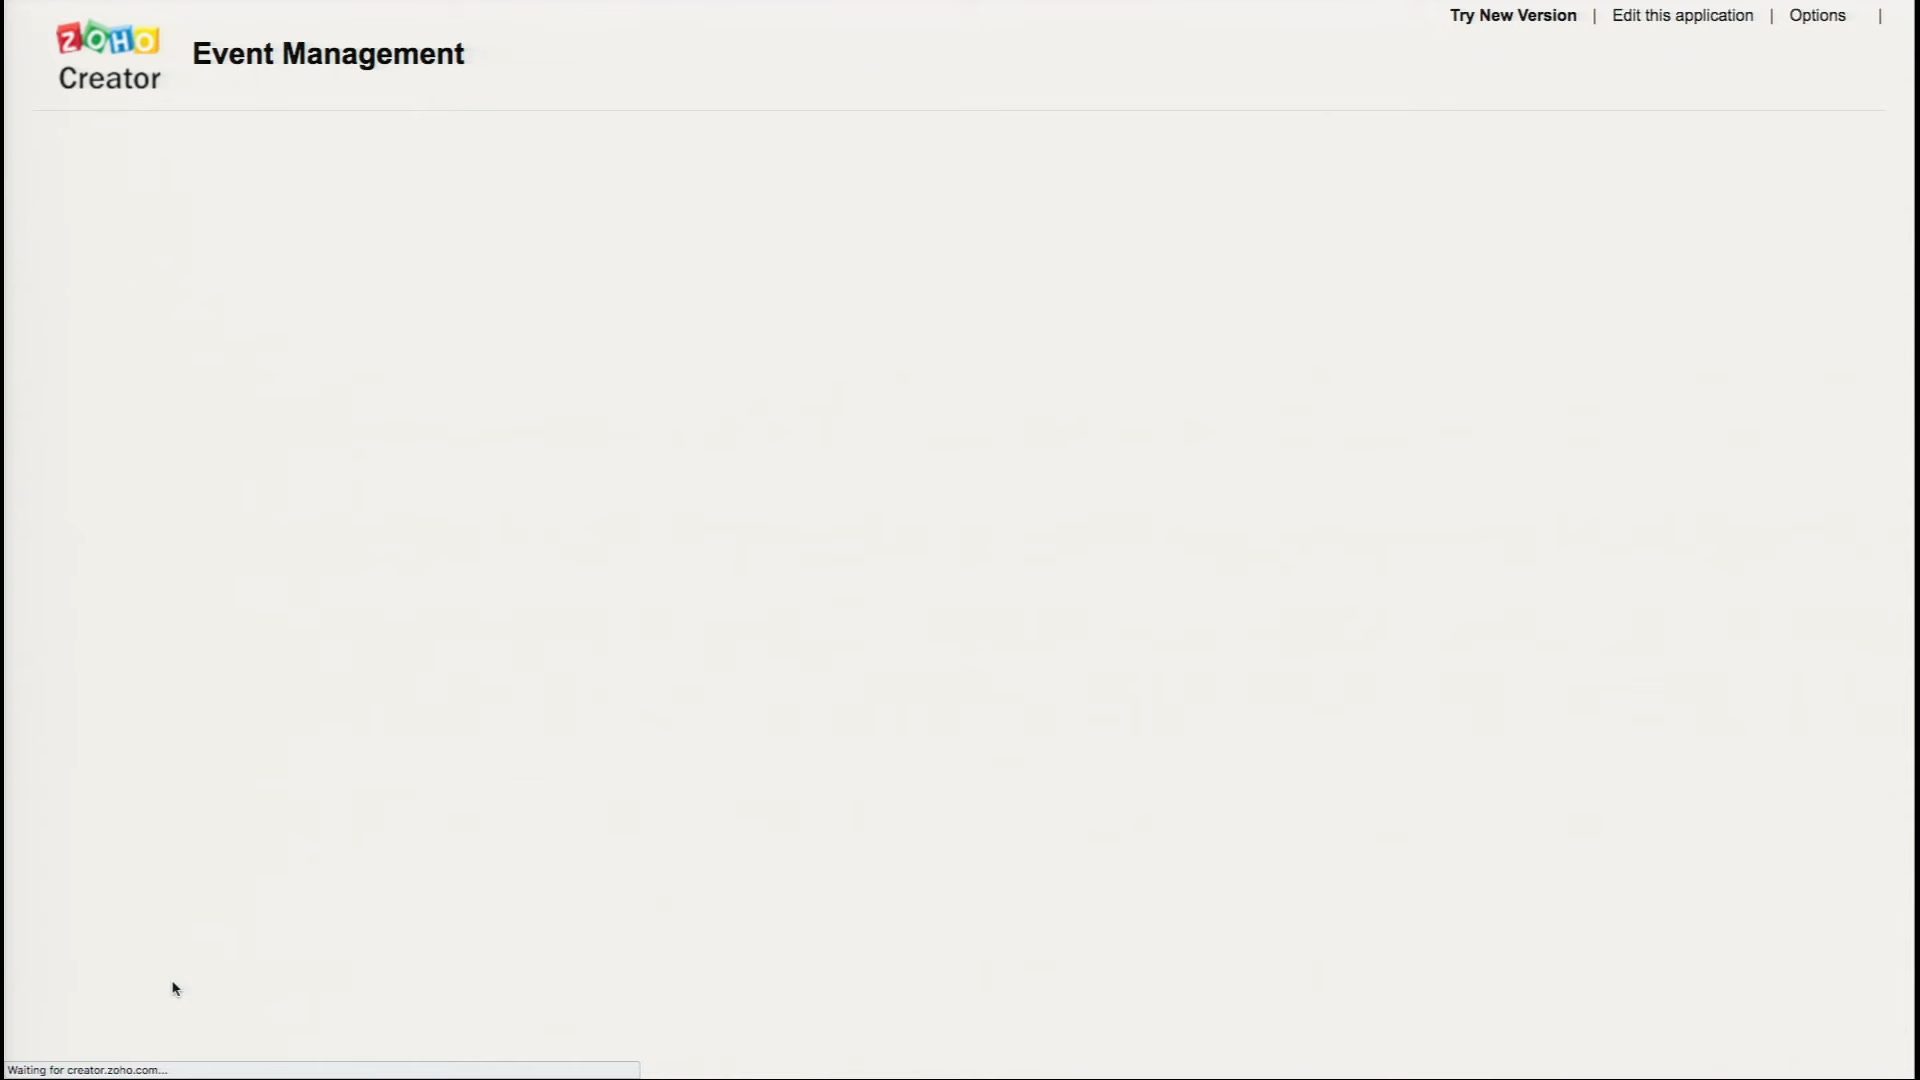 Try New Version | Edit this application | Options |
ZOHO
Creator
Event Management
Waiting for creator.zoho.com...